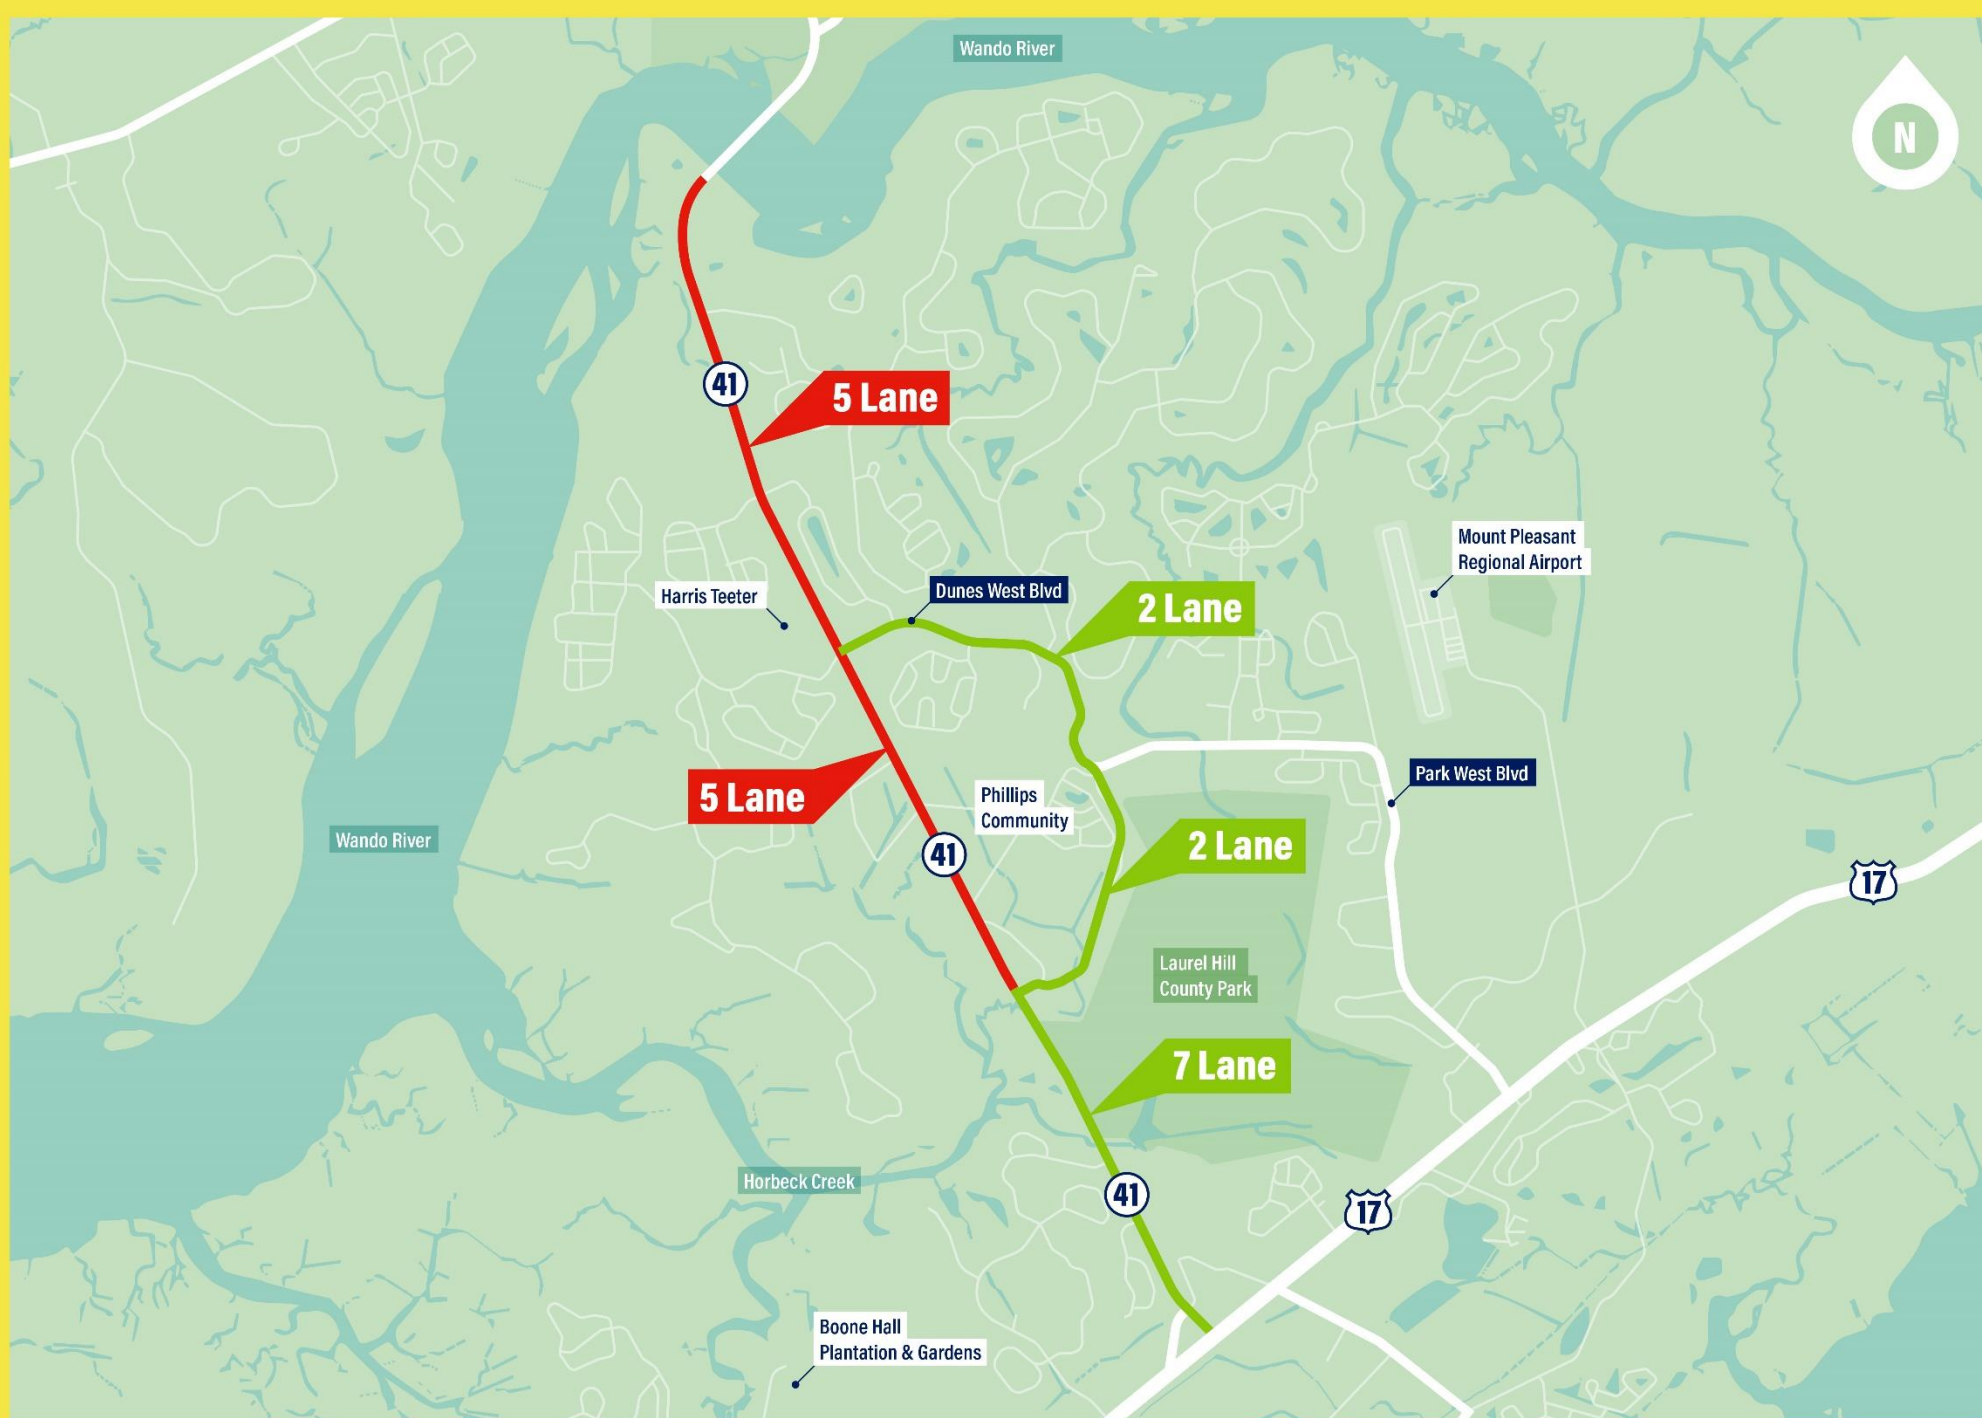 Wando River
N
41
5 Lane
Mount Pleasant
Regional Airport
Harris Teeter
Dunes West Blvd
2 Lane
Park West Blvd
5 Lane
Phillips
Community
Wando River
41
2 Lane
17
Laurel Hill
County Park
7 Lane
Horbeck Creek
41
17
Boone Hall
Plantation & Gardens